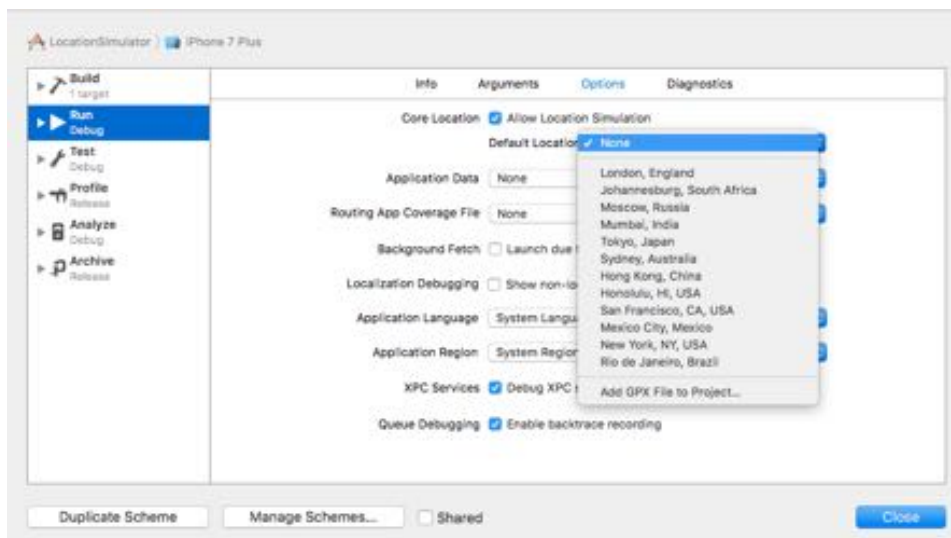 LocationSimulator iPhone 7 Plus
Build
1 target
Run
Debug
Test
Debug
Profile
Release
Analyze
Debug
Archive
Release
Info Arguments Options Diagnostics
Core Location Allow Location Simulation
Default Location None
London, England
Johannesburg, South Africa
Moscow, Russia
Mumbai, India
Tokyo, Japan
Sydney, Australia
Hong Kong, China
Honolulu, HI, USA
San Francisco, CA, USA
Mexico City, Mexico
New York, NY, USA
Rio de Janeiro, Brazil
Add GPX File to Project...
Application Data None
Routing App Coverage File None
Background Fetch Launch due
Localization Debugging Show
Application Language System
Application Region System Region
XPC Services Debug XPC
Queue Debugging Enable backtrace recording
Duplicate Scheme Manage Schemes... Shared Close